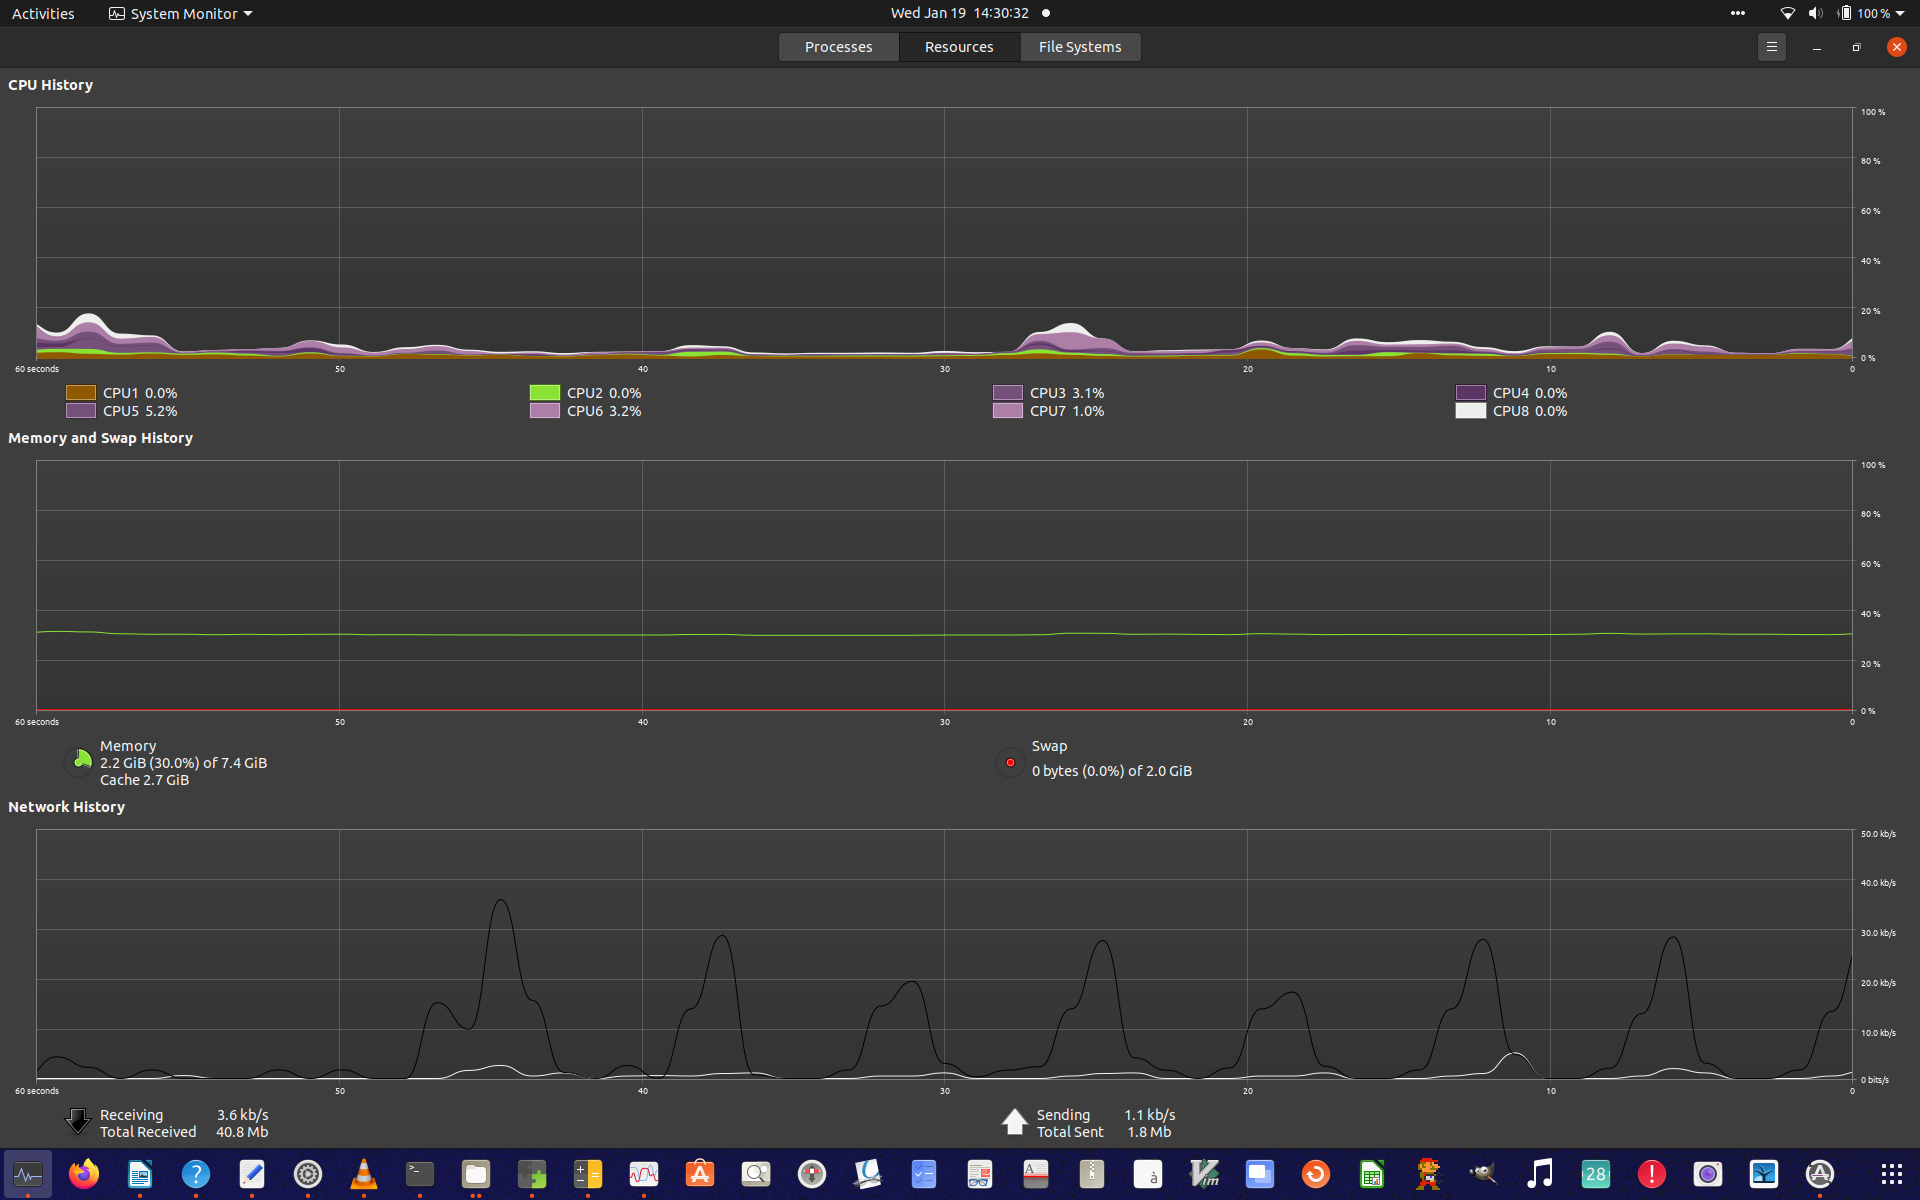 Activities System Monitor Wed Jan 19 14:30:32 100 %
Processes Resources File Systems
CPU History
100 %
80 %
60 %
40 %
20 %
0 %
60 seconds 50 40 30 20 10 0
CPU1 0.0% CPU2 0.0% CPU3 3.1% CPU4 0.0%
CPU5 5.2% CPU6 3.2% CPU7 1.0% CPU8 0.0%
Memory and Swap History
100 %
80 %
60 %
40 %
20 %
0 %
60 seconds 50 40 30 20 10 0
Memory Swap
2.2 GiB (30.0%) of 7.4 GiB 0 bytes (0.0%) of 2.0 GiB
Cache 2.7 GiB
Network History
50.0 kb/s
40.0 kb/s
30.0 kb/s
20.0 kb/s
10.0 kb/s
0 bits/s
60 seconds 50 40 30 20 10 0
Receiving 3.6 kb/s Sending 1.1 kb/s
Total Received 40.8 Mb Total Sent 1.8 Mb
? >_ A A à Vim 28 ! A